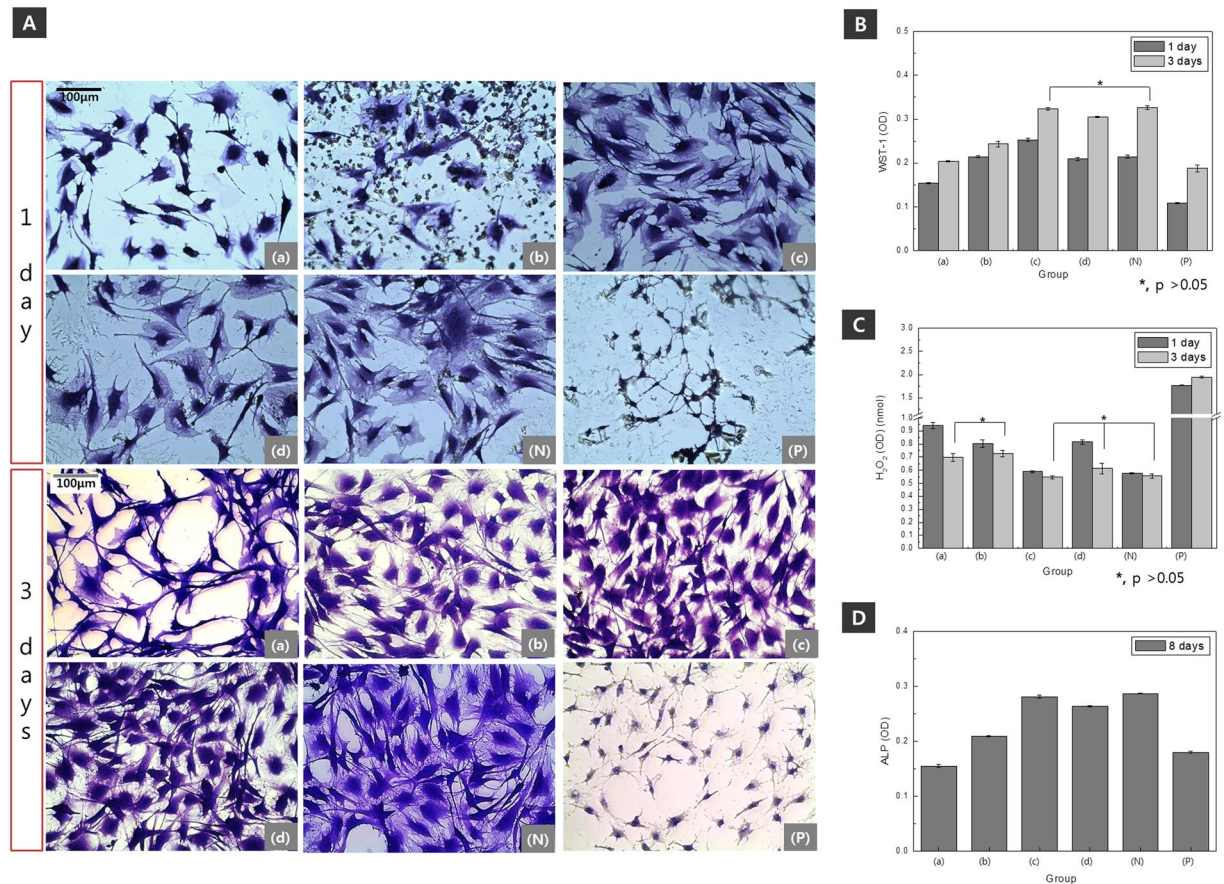 A
1
d
a
y
100μm
(a)
(b)
(c)
(d)
(N)
(P)
3
d
a
y
s
100μm
(a)
(b)
(c)
(d)
(N)
(P)
B
0.5
0.4
0.3
0.2
0.1
0.0
WST-1 (OD)
1 day
3 days
*
(a) (b) (c) (d) (N) (P)
Group
*, p >0.05
C
3.0
2.5
2.0
1.5
1.0
0.9
0.8
0.7
0.6
0.5
0.4
0.3
0.2
0.1
0.0
H₂O₂ (OD) (nmol)
1 day
3 days
*
*
(a) (b) (c) (d) (N) (P)
Group
*, p >0.05
D
0.4
0.3
0.2
0.1
0.0
ALP (OD)
8 days
(a) (b) (c) (d) (N) (P)
Group